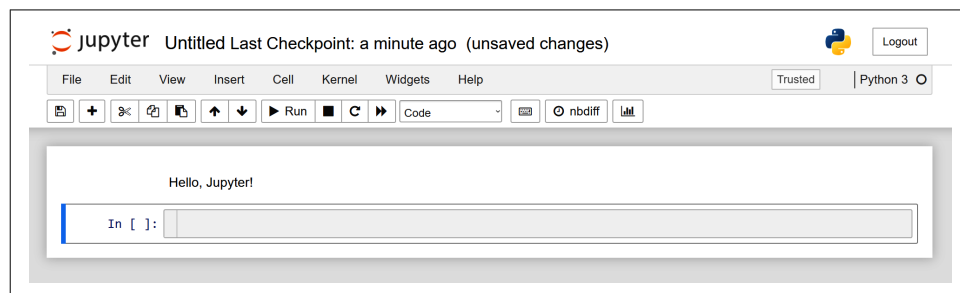 jupyter Untitled Last Checkpoint: a minute ago (unsaved changes) Logout
File Edit View Insert Cell Kernel Widgets Help Trusted Python 3
Run Code nbdiff
Hello, Jupyter!
In [ ]: